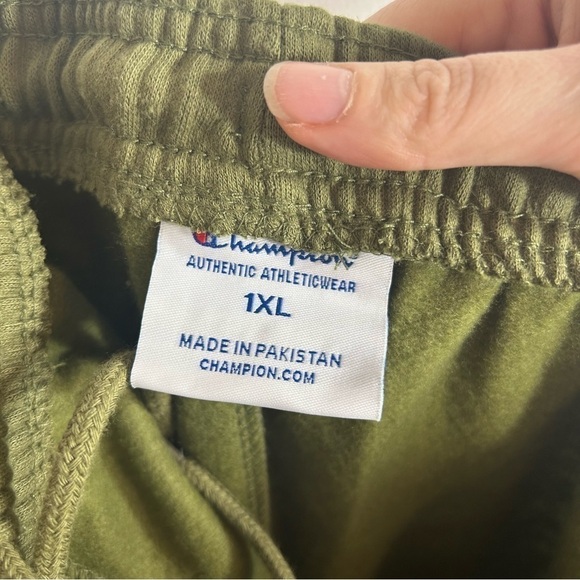 Champion
AUTHENTIC ATHLETICWEAR
1XL
MADE IN PAKISTAN
CHAMPION.COM